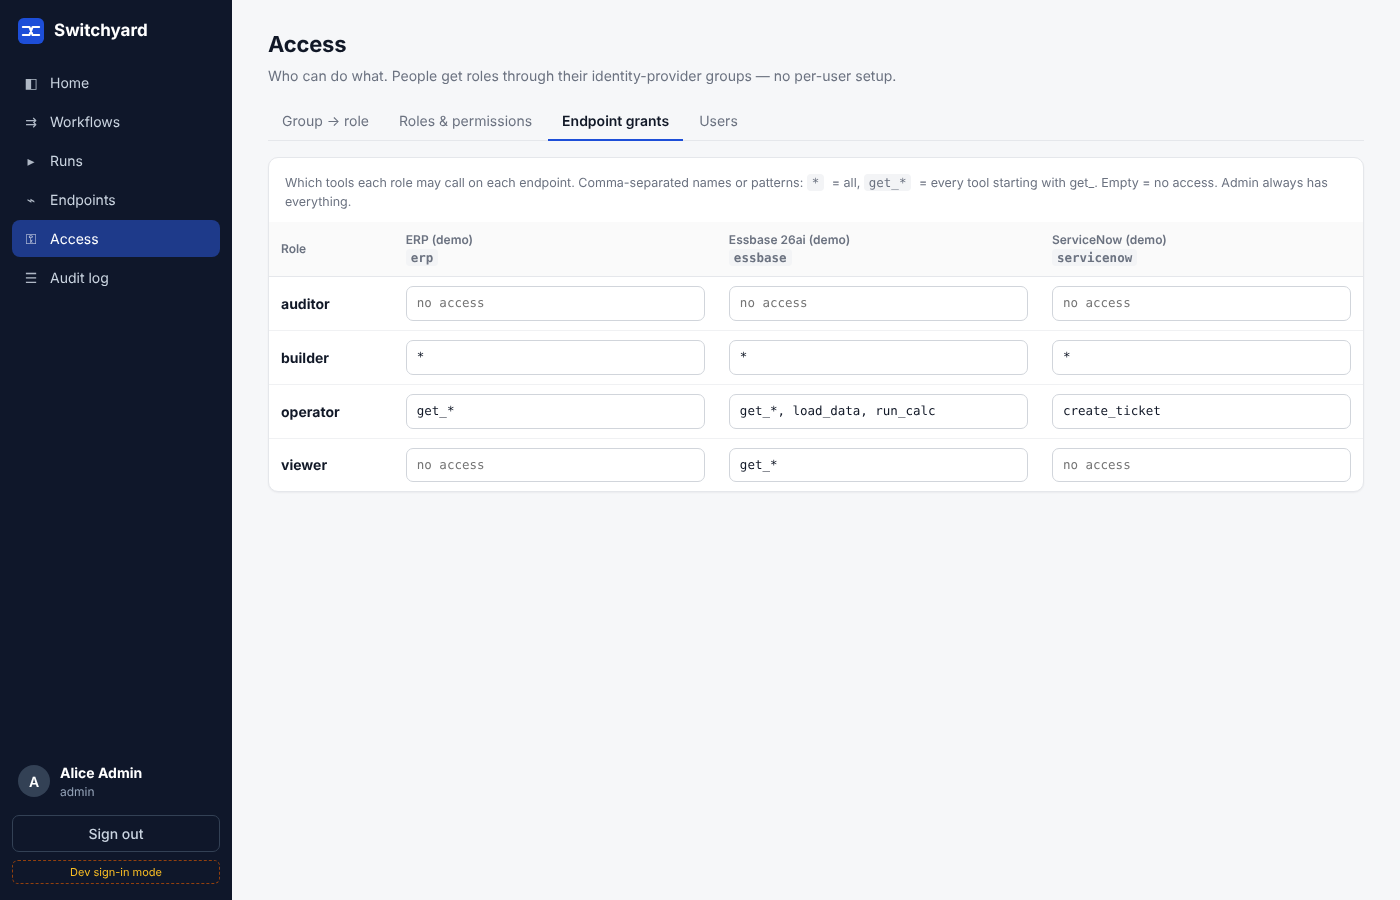 Switchyard
Home
Workflows
Runs
Endpoints
Access
Audit log
Alice Admin
A
admin
Sign out
Dev sign-in mode
Access
Who can do what. People get roles through their identity-provider groups — no per-user setup.
Group → role Roles & permissions Endpoint grants Users
Which tools each role may call on each endpoint. Comma-separated names or patterns: * = all, get_* = every tool starting with get_. Empty = no access. Admin always has
everything.
Role ERP (demo) Essbase 26ai (demo) ServiceNow (demo)
erp essbase servicenow
auditor no access no access no access
builder * * *
operator get_* get_*, load_data, run_calc create_ticket
viewer no access get_* no access